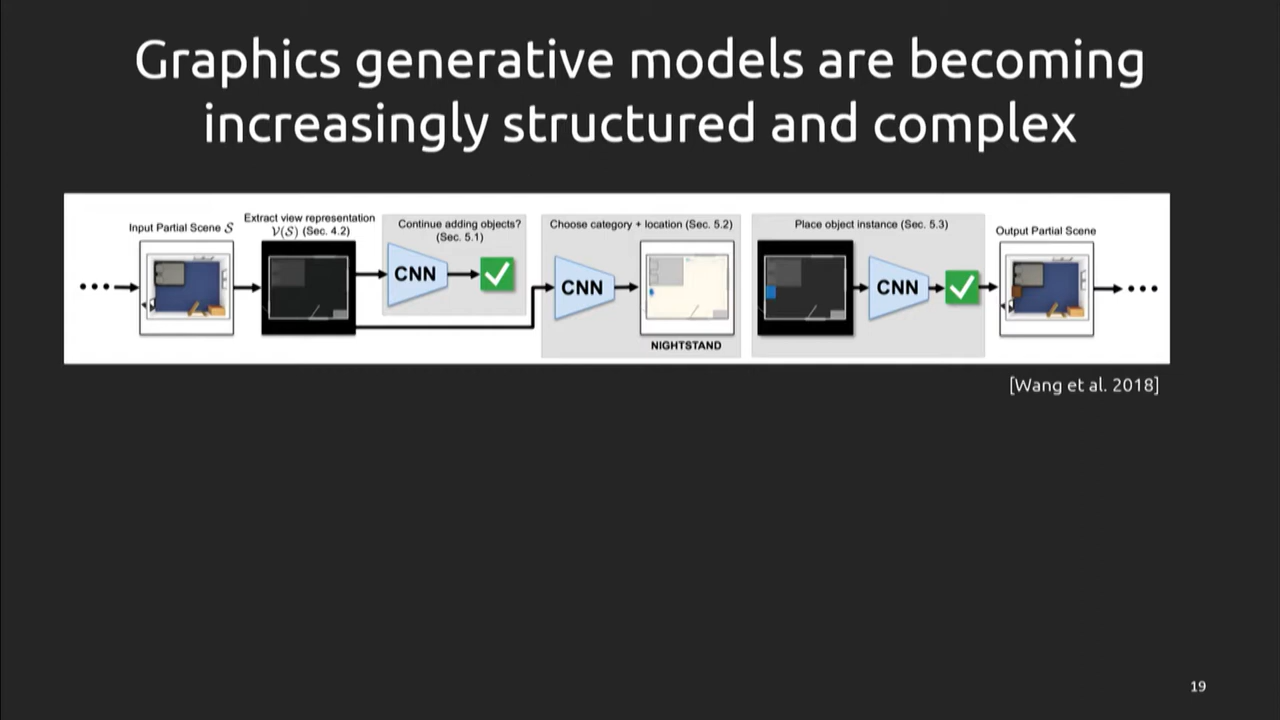 Graphics generative models are becoming
increasingly structured and complex
Input Partial Scene 𝒮
Extract view representation
𝒱(𝒮) (Sec. 4.2)
Continue adding objects?
(Sec. 5.1)
CNN
Choose category + location (Sec. 5.2)
CNN
NIGHTSTAND
Place object instance (Sec. 5.3)
CNN
Output Partial Scene
[Wang et al. 2018]
19